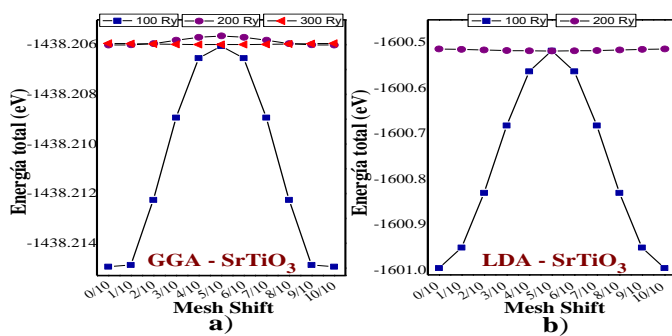 100 Ry 200 Ry 300 Ry
-1438.206
-1438.208
-1438.210
-1438.212
-1438.214
Energía total (eV)
GGA - SrTiO₃
0/10 1/10 2/10 3/10 4/10 5/10 6/10 7/10 8/10 9/10 10/10
Mesh Shift
a)
100 Ry 200 Ry
-1600.5
-1600.6
-1600.7
-1600.8
-1600.9
-1601.0
Energía total (eV)
LDA - SrTiO₃
0/10 1/10 2/10 3/10 4/10 5/10 6/10 7/10 8/10 9/10 10/10
Mesh Shift
b)